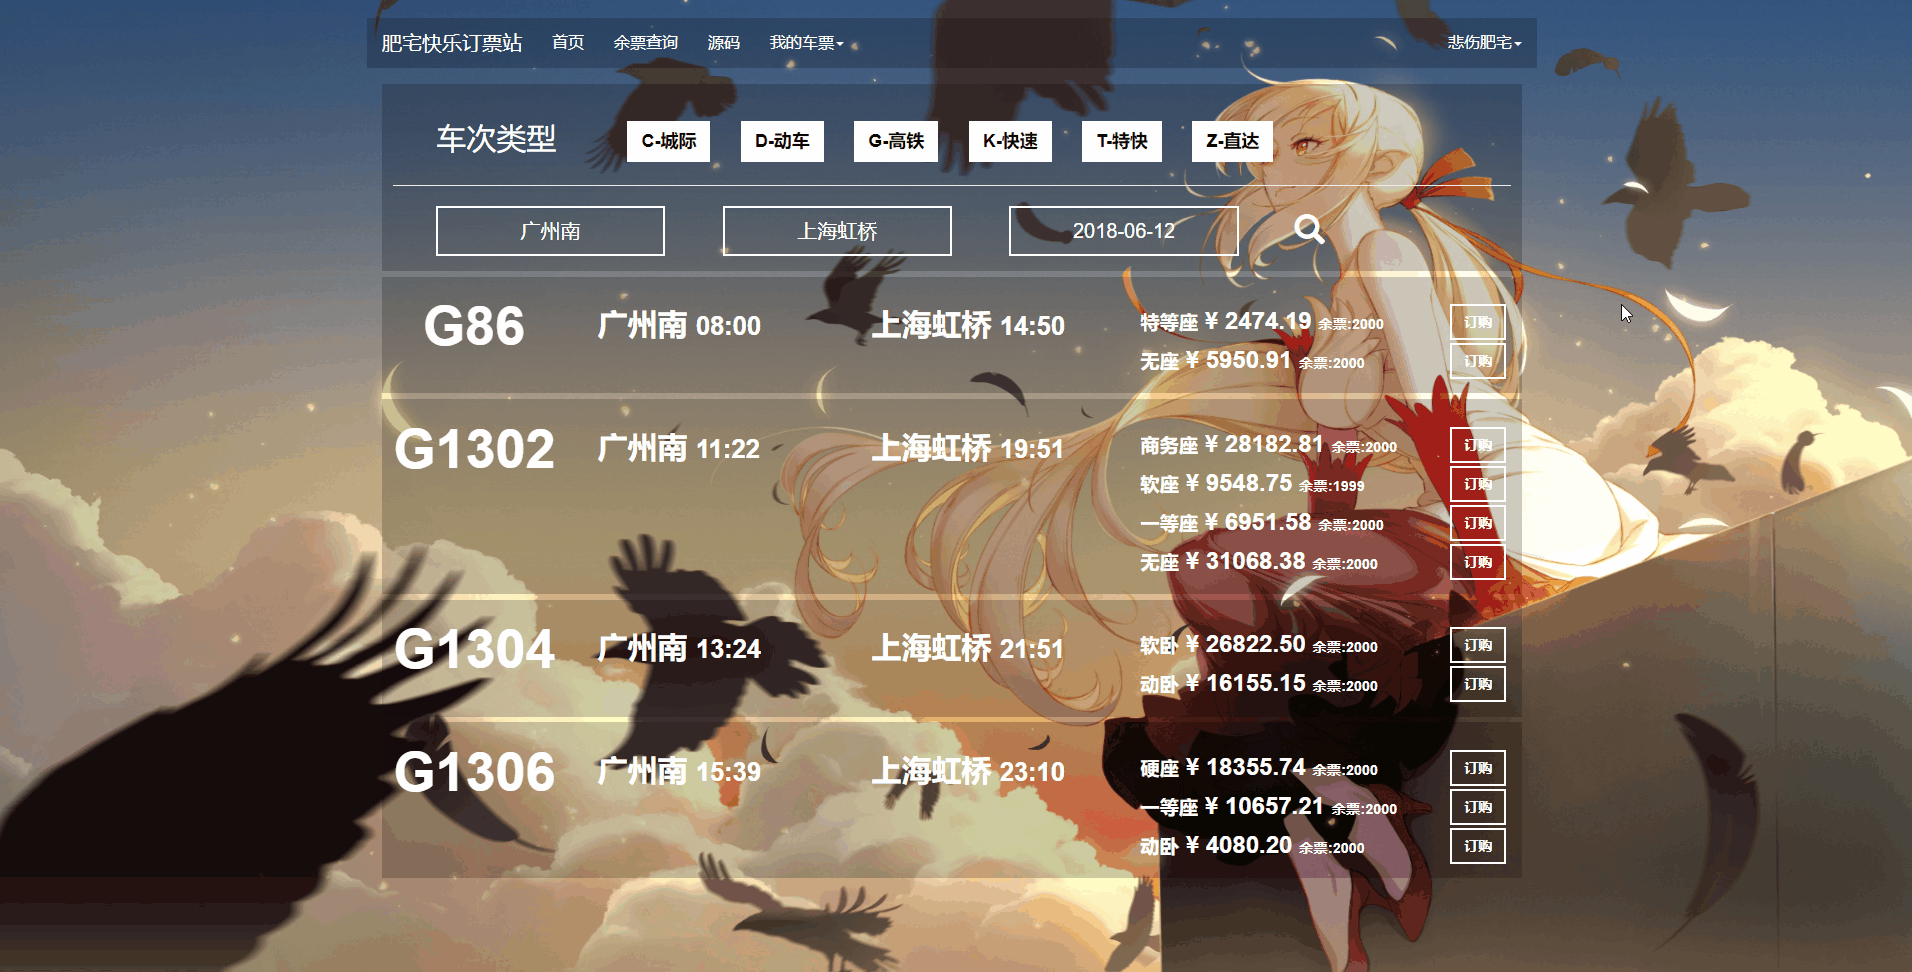 肥宅快乐订票站 首页 余票查询 源码 我的车票 悲伤肥宅
车次类型 C-城际 D-动车 G-高铁 K-快速 T-特快 Z-直达
广州南 上海虹桥 2018-06-12
G86 广州南 08:00 上海虹桥 14:50 特等座 ¥ 2474.19 余票:2000 订购
无座 ¥ 5950.91 余票:2000 订购
G1302 广州南 11:22 上海虹桥 19:51 商务座 ¥ 28182.81 余票:2000 订购
软座 ¥ 9548.75 余票:1999 订购
一等座 ¥ 6951.58 余票:2000 订购
无座 ¥ 31068.38 余票:2000 订购
G1304 广州南 13:24 上海虹桥 21:51 软卧 ¥ 26822.50 余票:2000 订购
动卧 ¥ 16155.15 余票:2000 订购
G1306 广州南 15:39 上海虹桥 23:10 硬座 ¥ 18355.74 余票:2000 订购
一等座 ¥ 10657.21 余票:2000 订购
动卧 ¥ 4080.20 余票:2000 订购